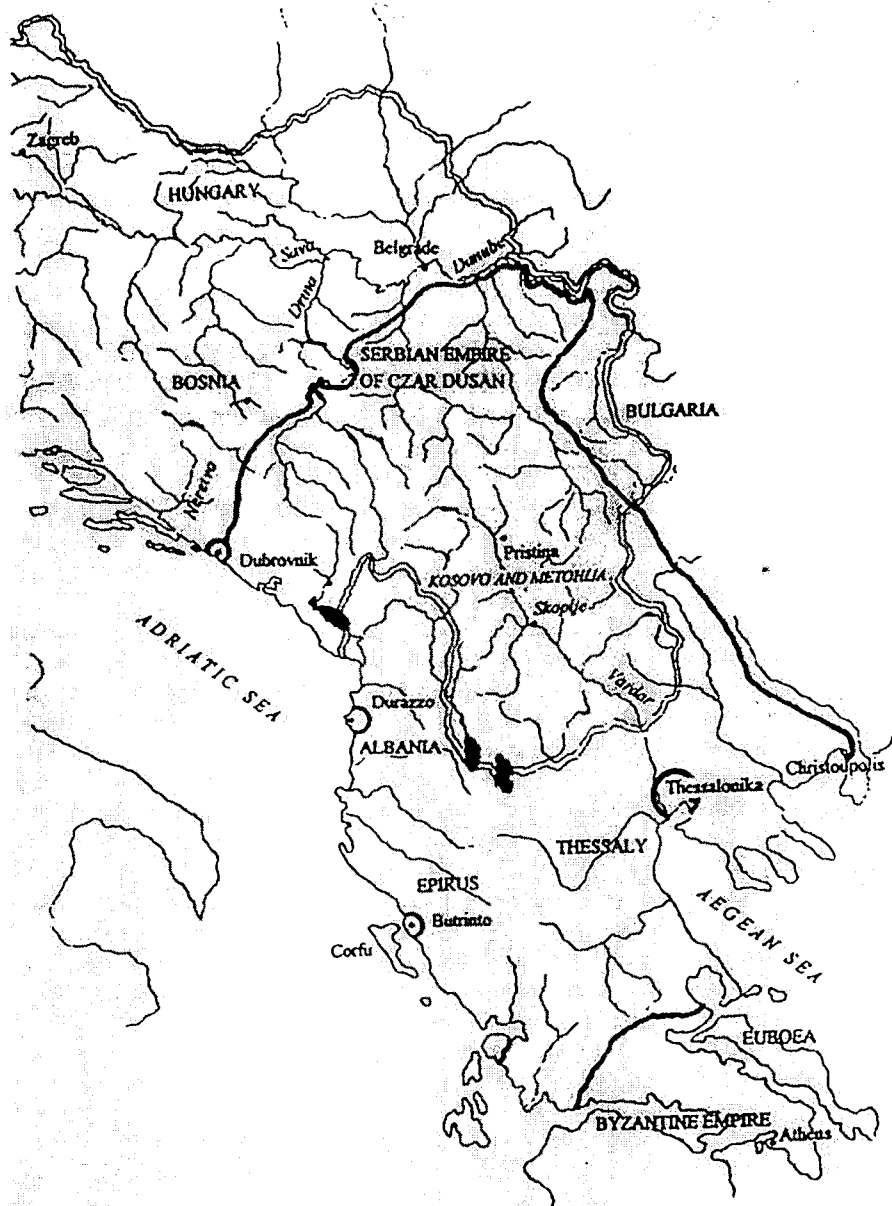 Zagreb
HUNGARY
Sava
Belgrade
Danube
Drina
SERBIAN EMPIRE
OF CZAR DUSAN
BOSNIA
BULGARIA
Neretva
Dubrovnik
Pristina
KOSOVO AND METOHIJA
Skoplje
ADRIATIC SEA
Vardar
Durazzo
ALBANIA
Christoupolis
Thessalonika
THESSALY
EPIRUS
Butrinto
Corfu
AEGEAN SEA
EUBOEA
BYZANTINE EMPIRE
Athens